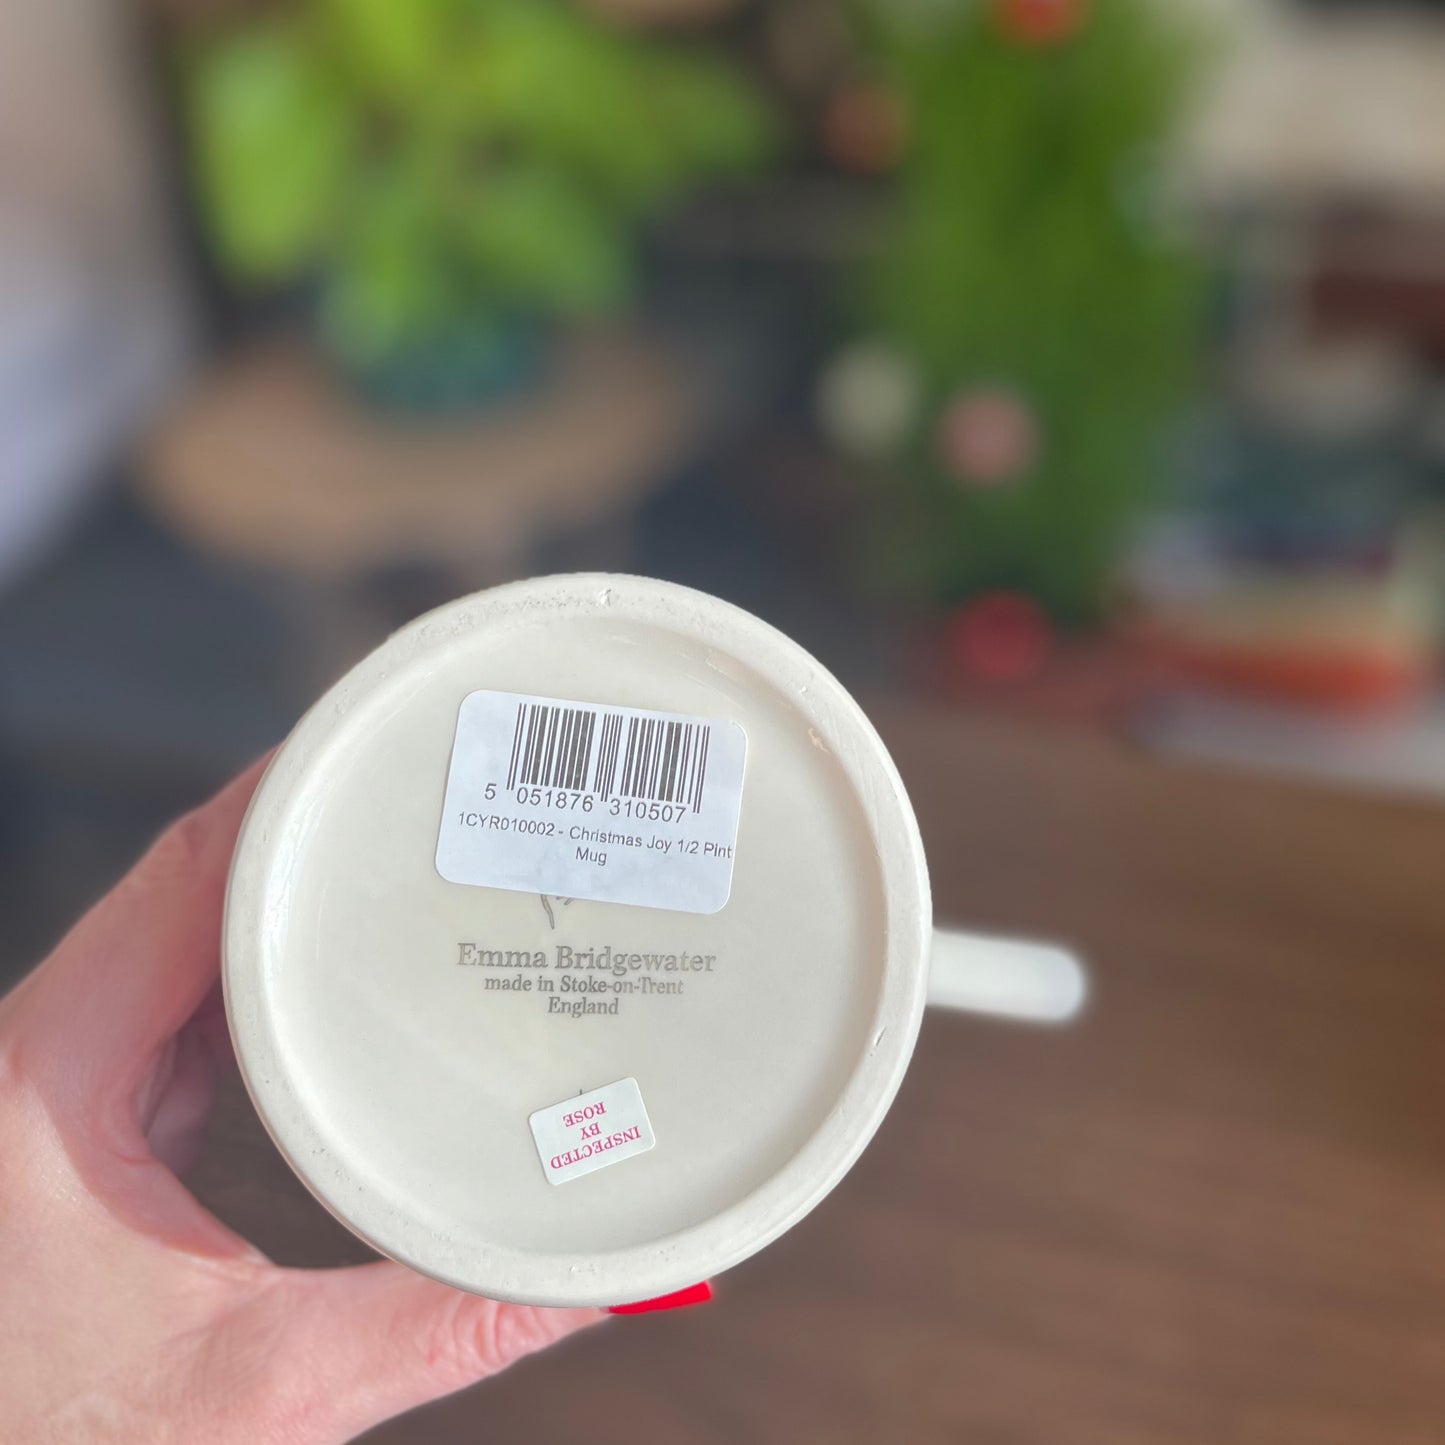 5 051876 310507
1CYR010002 - Christmas Joy 1/2 Pint
Mug
Emma Bridgewater
made in Stoke-on-Trent
England
INSPECTED
BY
ROSE